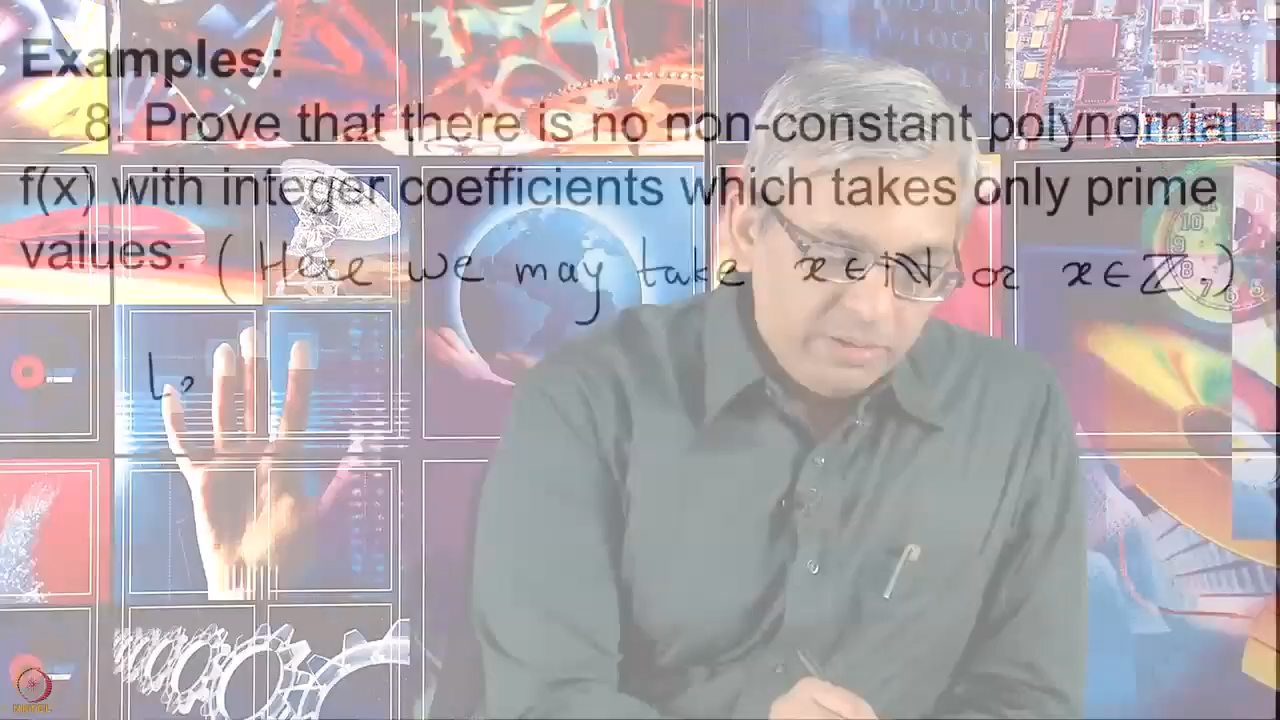 Examples:
8. Prove that there is no non-constant polynomial
f(x) with integer coefficients which takes only prime
values. (Here we may take x ∈ ℕ or x ∈ ℤ.)